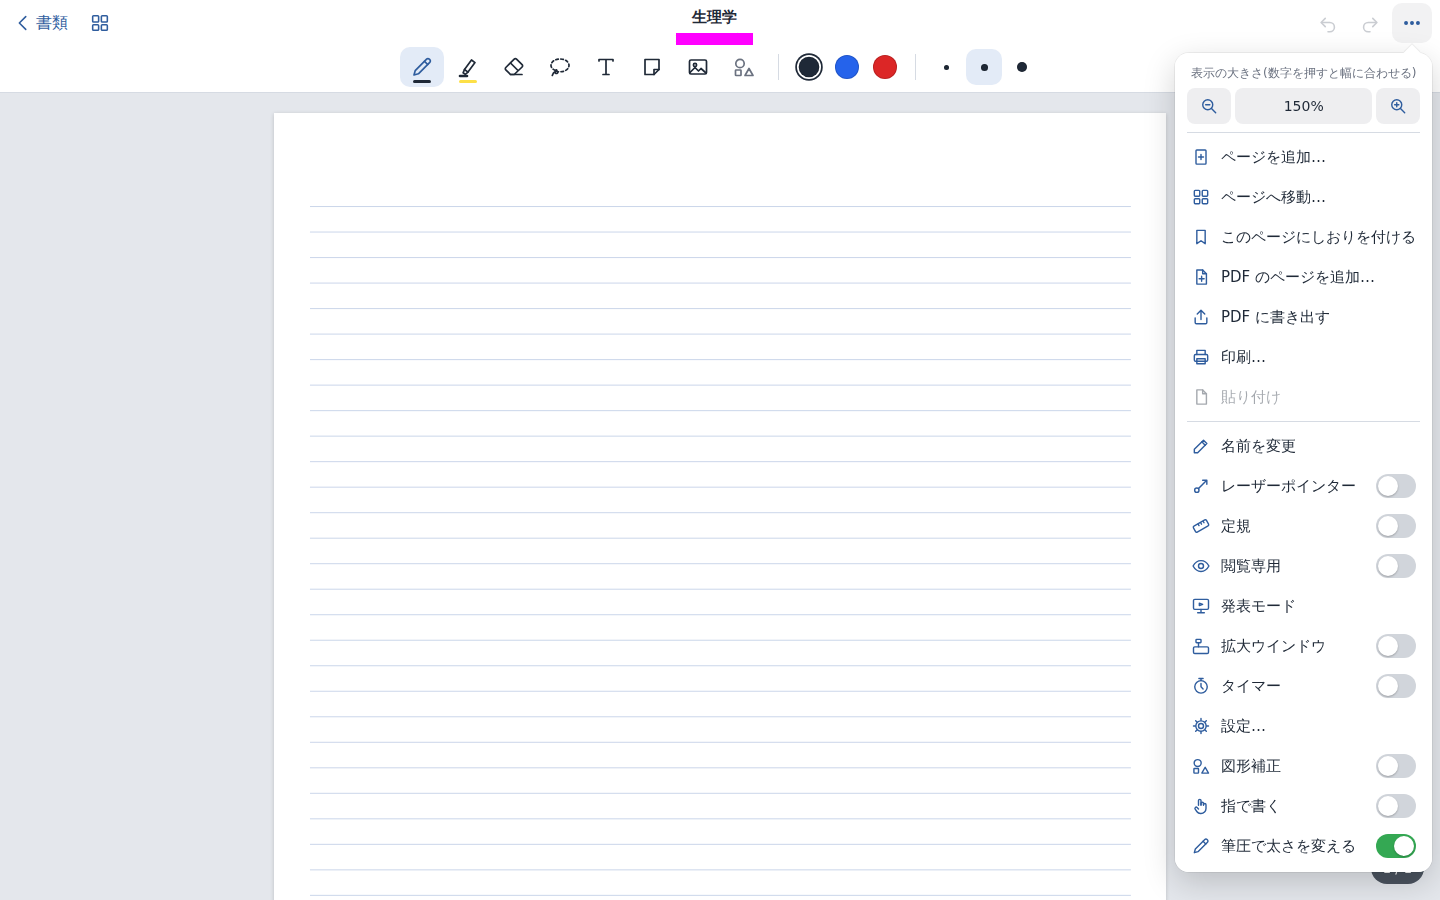 書類
生理学
表示の大きさ(数字を押すと幅に合わせる)
150%
ページを追加...
ページへ移動...
このページにしおりを付ける
PDF のページを追加...
PDF に書き出す
印刷...
貼り付け
名前を変更
レーザーポインター
定規
閲覧専用
発表モード
拡大ウインドウ
タイマー
設定...
図形補正
指で書く
筆圧で太さを変える